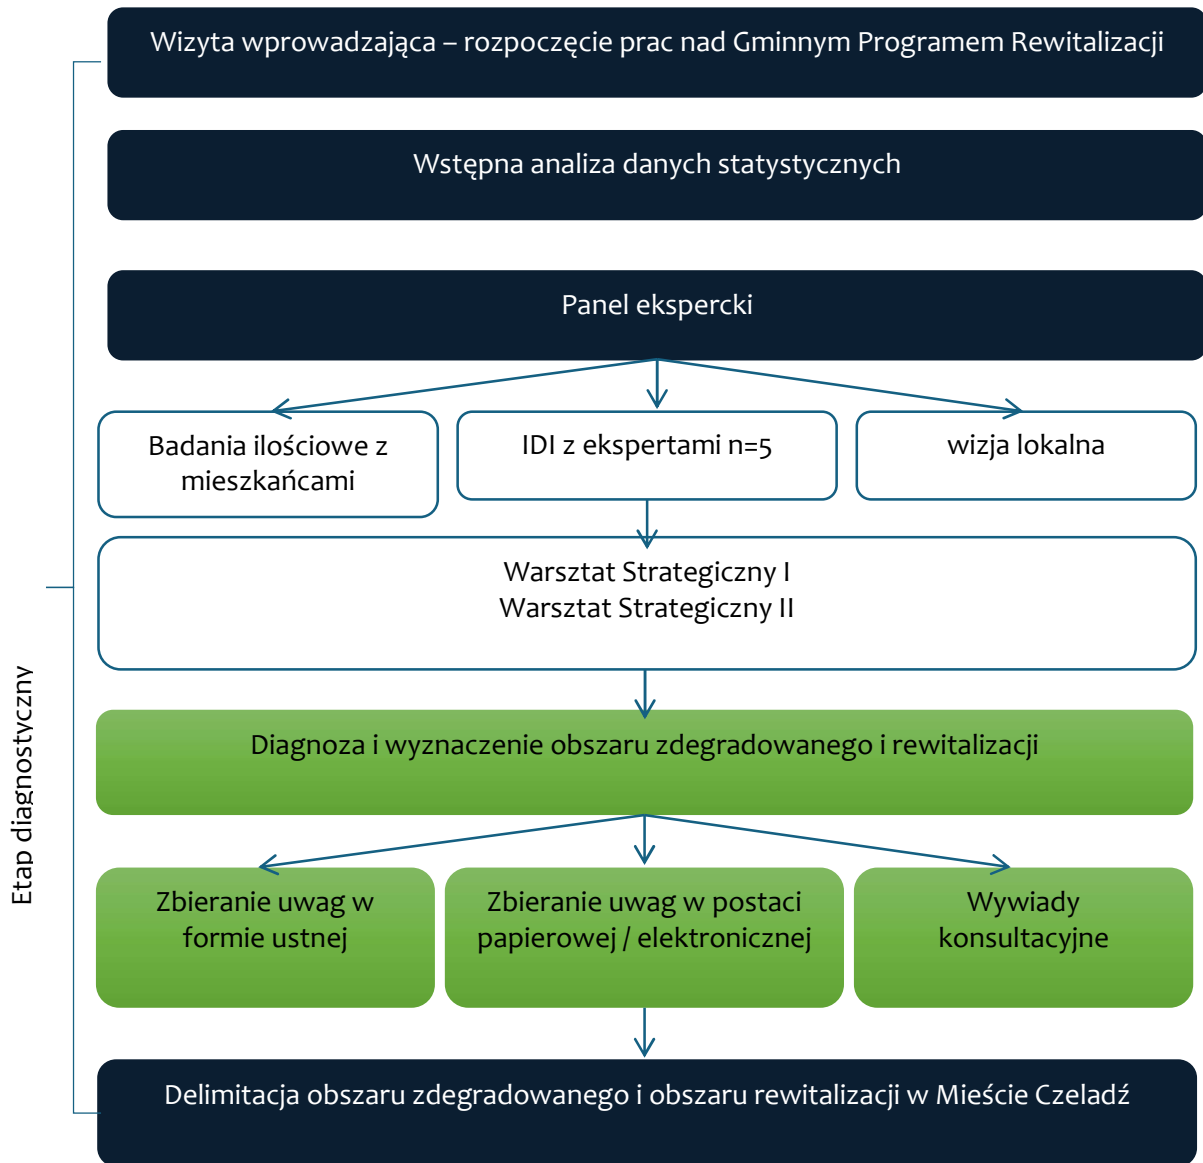 Wizyta wprowadzająca – rozpoczęcie prac nad Gminnym Programem Rewitalizacji
Wstępna analiza danych statystycznych
Panel ekspercki
Badania ilościowe z
mieszkańcami
IDI z ekspertami n=5
wizja lokalna
Warsztat Strategiczny I
Warsztat Strategiczny II
Etap diagnostyczny
Diagnoza i wyznaczenie obszaru zdegradowanego i rewitalizacji
Zbieranie uwag w
formie ustnej
Zbieranie uwag w postaci
papierowej / elektronicznej
Wywiady
konsultacyjne
Delimitacja obszaru zdegradowanego i obszaru rewitalizacji w Mieście Czeladź